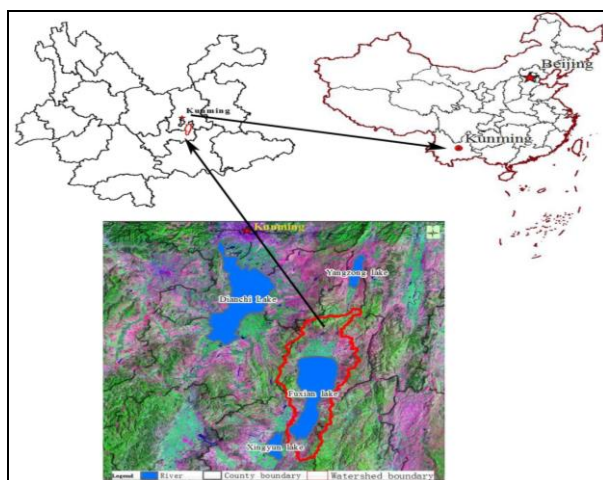 Kunming
Beijing
Kunming
Kunming
Yangzong lake
Dianchi Lake
Fuxian lake
Xingyun lake
Legend River County boundary Watershed boundary